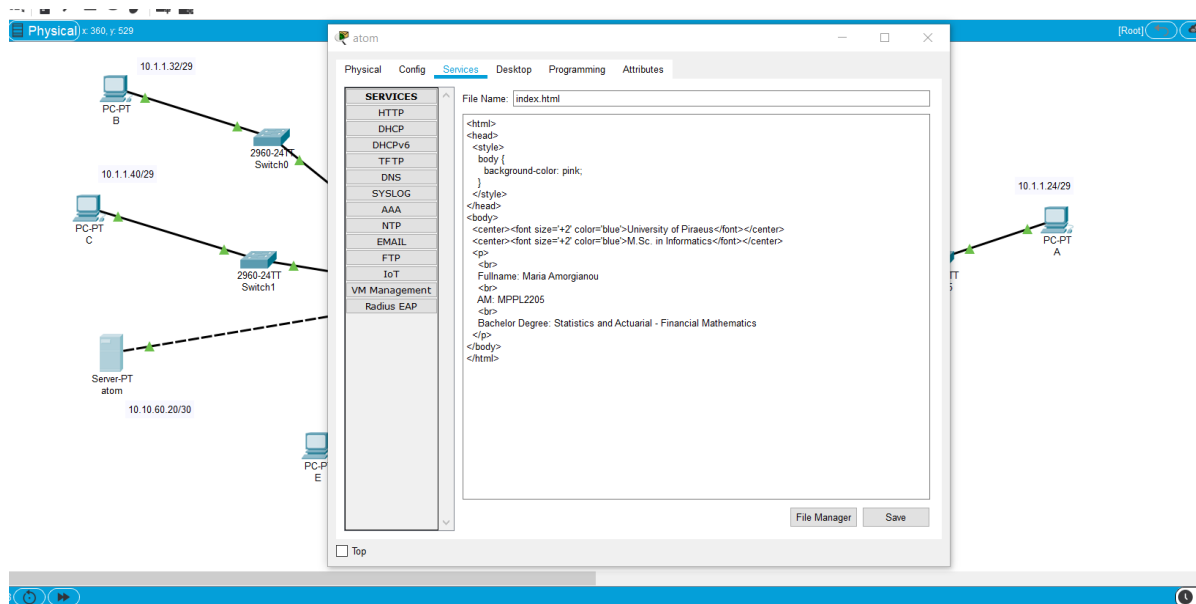 Physical x: 360, y: 529
[Root]
atom
Physical Config Services Desktop Programming Attributes
SERVICES
HTTP
DHCP
DHCPv6
TFTP
DNS
SYSLOG
AAA
NTP
EMAIL
FTP
IoT
VM Management
Radius EAP
File Name: index.html
<html>
<head>
<style>
body {
background-color: pink;
}
</style>
</head>
<body>
<center><font size='+2' color='blue'>University of Piraeus</font></center>
<center><font size='+2' color='blue'>M.Sc. in Informatics</font></center>
<p>
<br>
Fullname: Maria Amorgianou
<br>
AM: MPPL2205
<br>
Bachelor Degree: Statistics and Actuarial - Financial Mathematics
</p>
</body>
</html>
File Manager Save
Top
10.1.1.32/29
PC-PT
B
2960-24TT
Switch0
10.1.1.40/29
PC-PT
C
2960-24TT
Switch1
Server-PT
atom
10.10.60.20/30
PC-P
E
10.1.1.24/29
PC-PT
A
TT